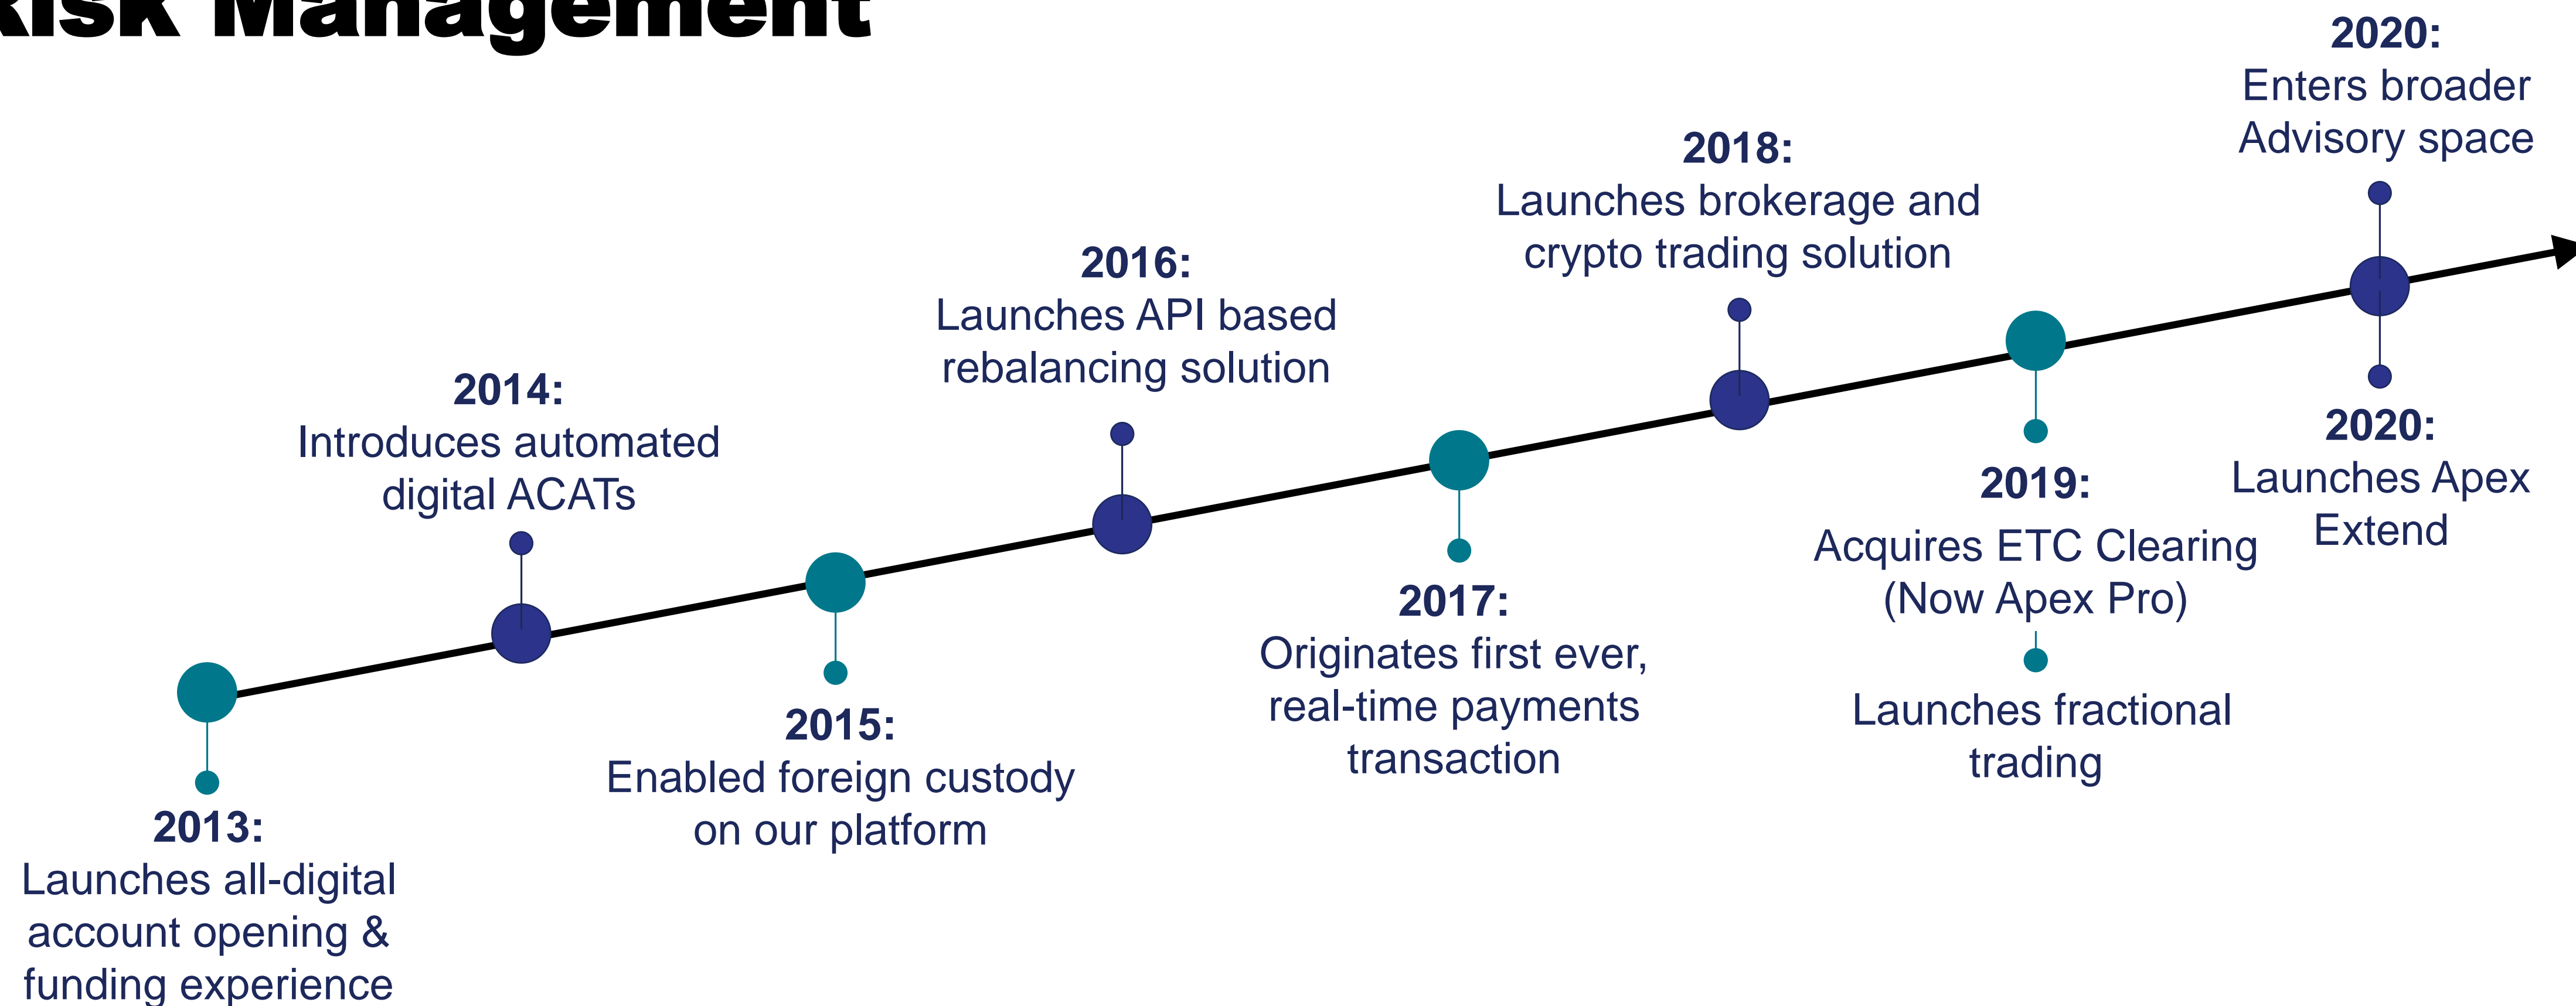 Risk Management
2020:
Enters broader
Advisory space
2018:
Launches brokerage and
crypto trading solution
2016:
Launches API based
rebalancing solution
2014:
Introduces automated
digital ACATs
2020:
Launches Apex
Extend
2019:
Acquires ETC Clearing
(Now Apex Pro)
Launches fractional
trading
2017:
Originates first ever,
real-time payments
transaction
2015:
Enabled foreign custody
on our platform
2013:
Launches all-digital
account opening &
funding experience